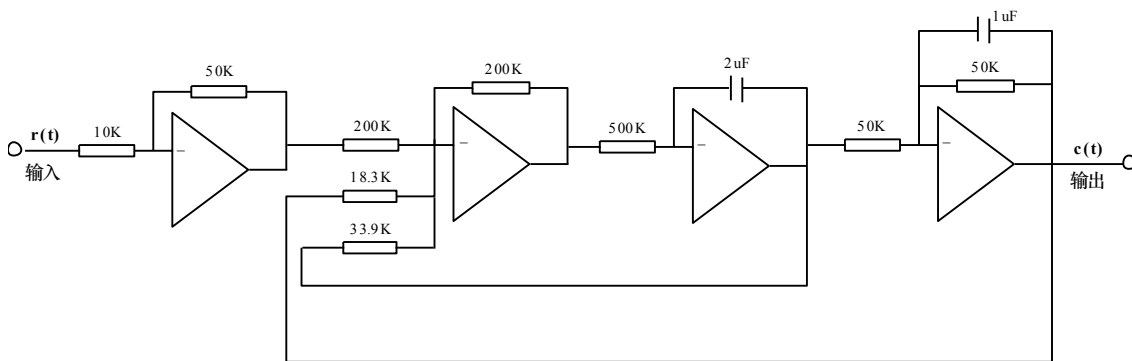 r(t)
输入
10K
50K
200K
18.3K
33.9K
200K
500K
2uF
50K
1uF
50K
c(t)
输出